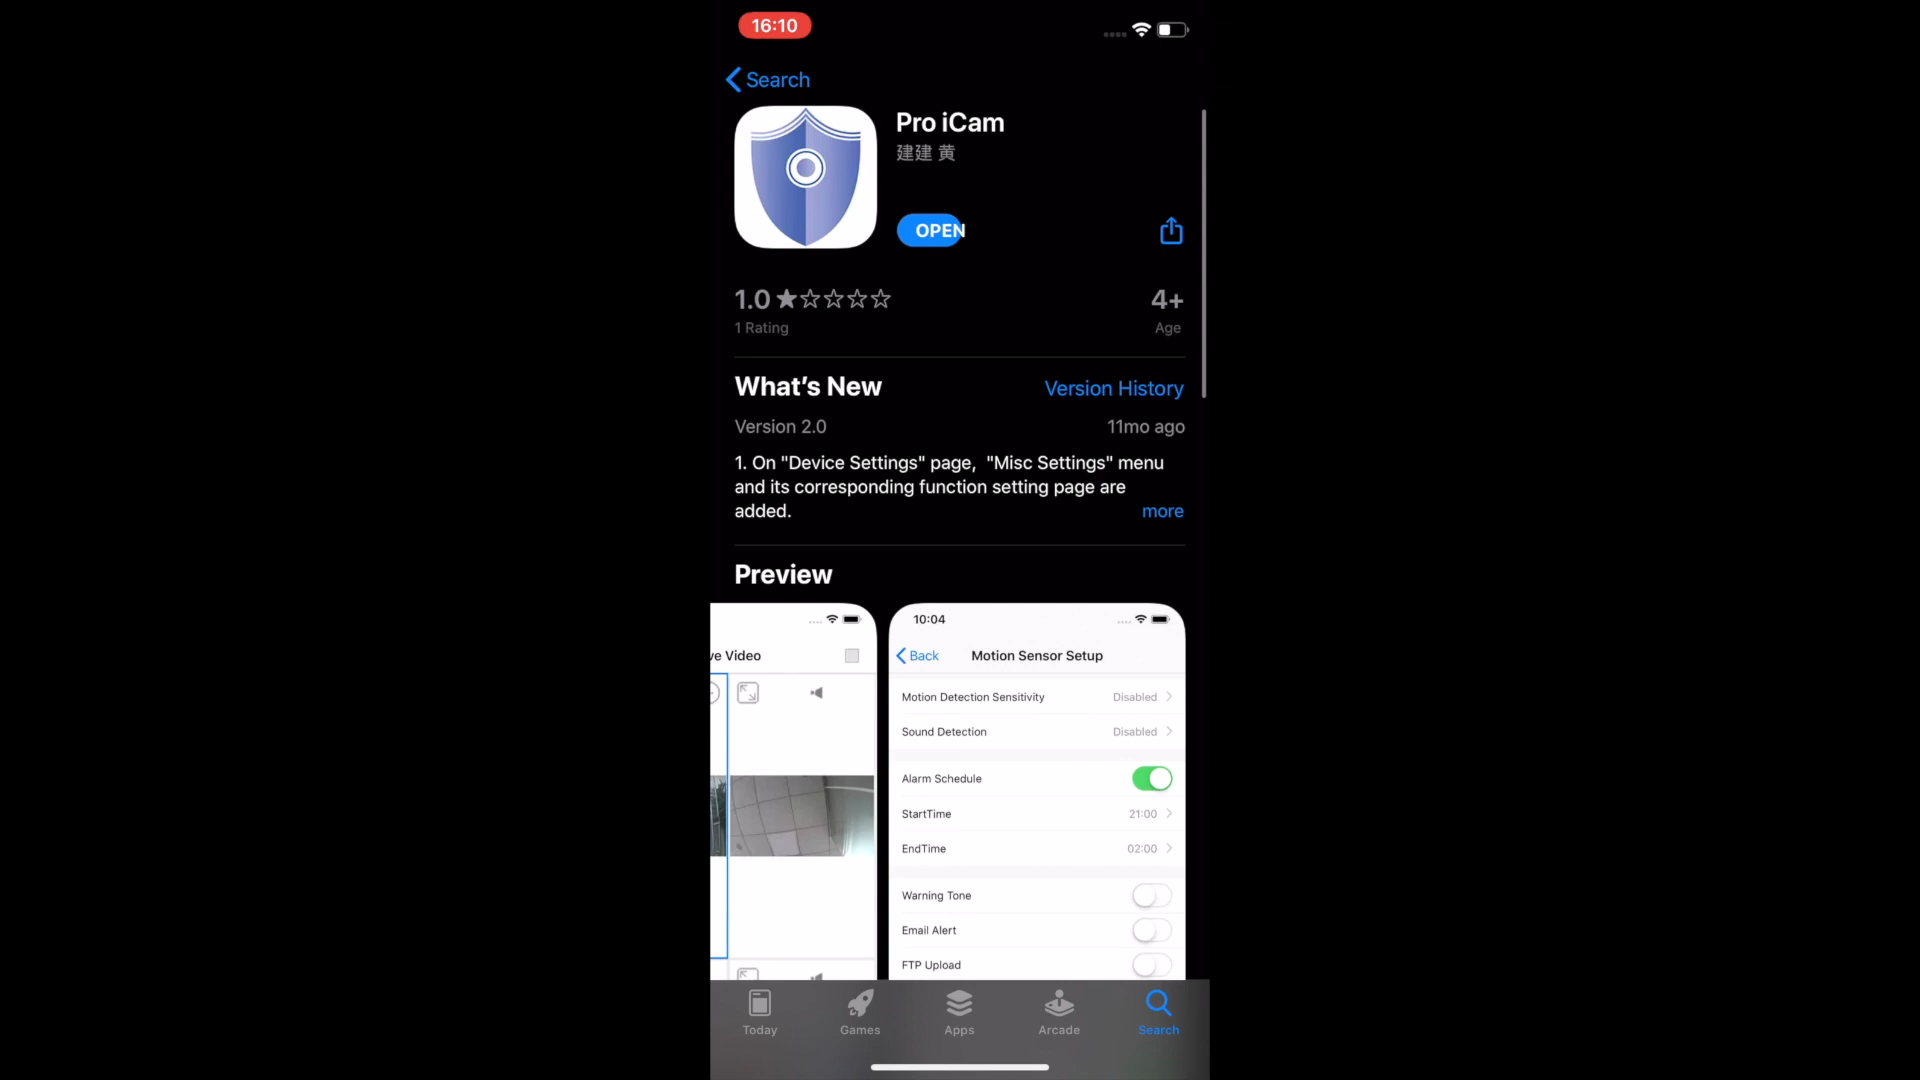 16:10
Search
Pro iCam
建建 黄
OPEN
1.0
4+
1 Rating
Age
What's New
Version History
Version 2.0
11mo ago
1. On "Device Settings" page, "Misc Settings" menu
and its corresponding function setting page are
added.
more
Preview
ve Video
10:04
Back
Motion Sensor Setup
Motion Detection Sensitivity
Disabled
Sound Detection
Disabled
Alarm Schedule
StartTime
21:00
EndTime
02:00
Warning Tone
Email Alert
FTP Upload
Today
Games
Apps
Arcade
Search